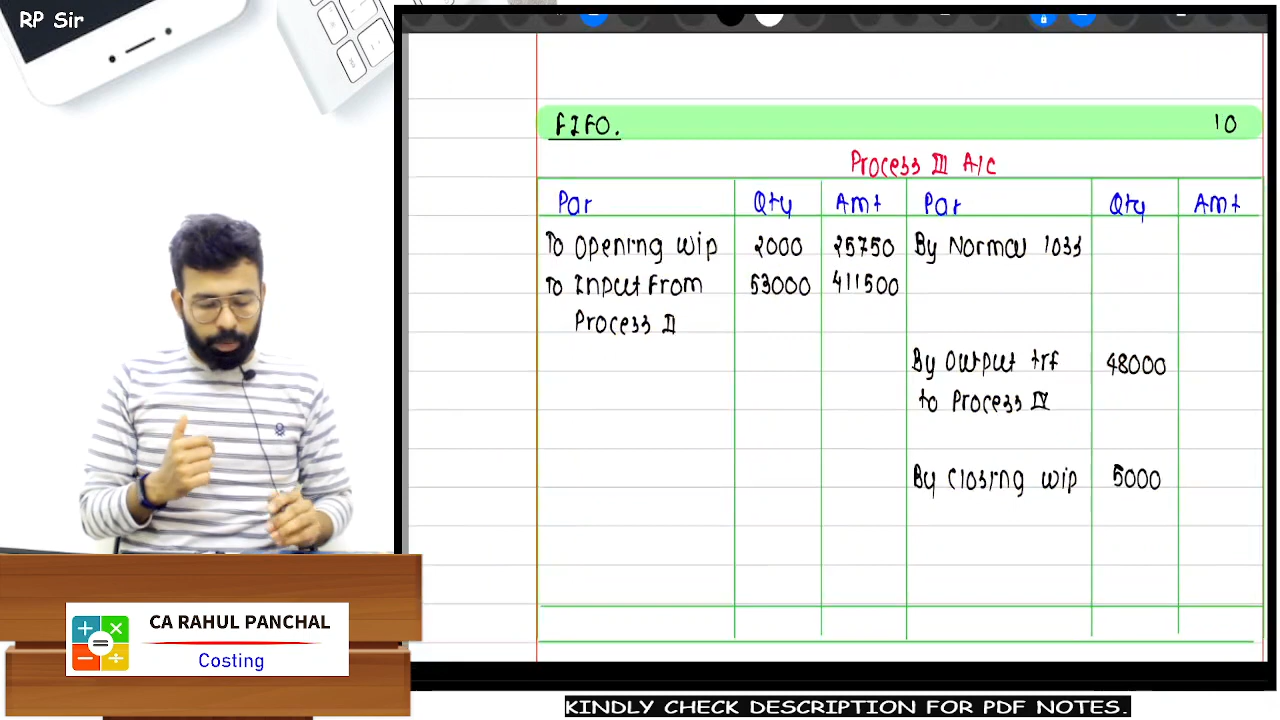 RP Sir
FIFO. 10
Process III A/c
Par Qty Amt Par Qty Amt
To Opening wip 2000 25750 By Normal loss
To Input From 53000 411500
Process II
By Output trf 48000
to Process IV
By Closing wip 5000
CA RAHUL PANCHAL
Costing
KINDLY CHECK DESCRIPTION FOR PDF NOTES.